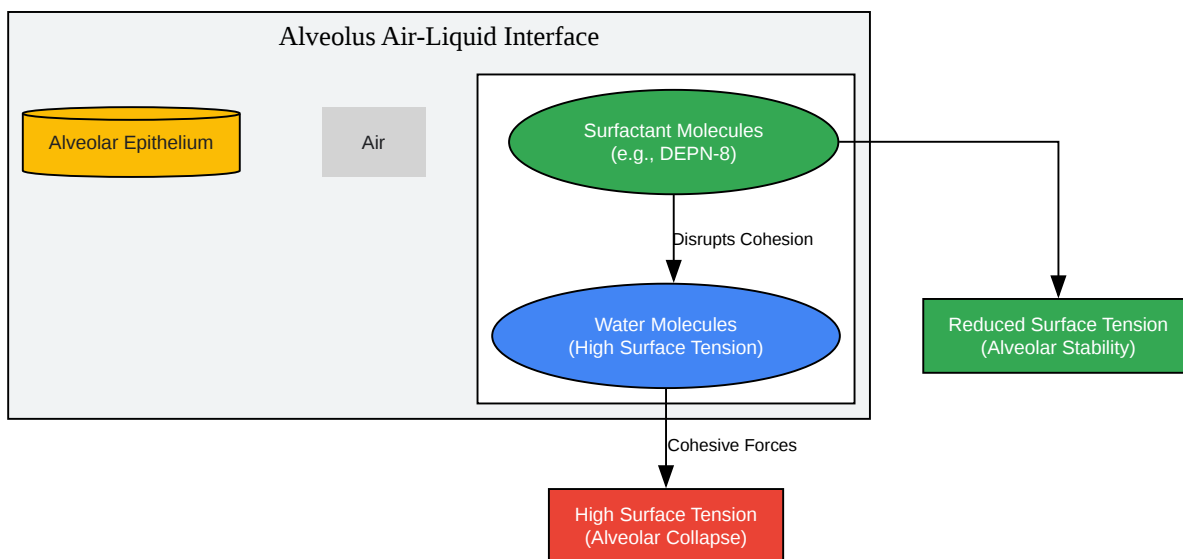 Alveolus Air-Liquid Interface
Alveolar Epithelium
Air
Surfactant Molecules
(e.g., DEPN-8)
Disrupts Cohesion
Water Molecules
(High Surface Tension)
Reduced Surface Tension
(Alveolar Stability)
Cohesive Forces
High Surface Tension
(Alveolar Collapse)